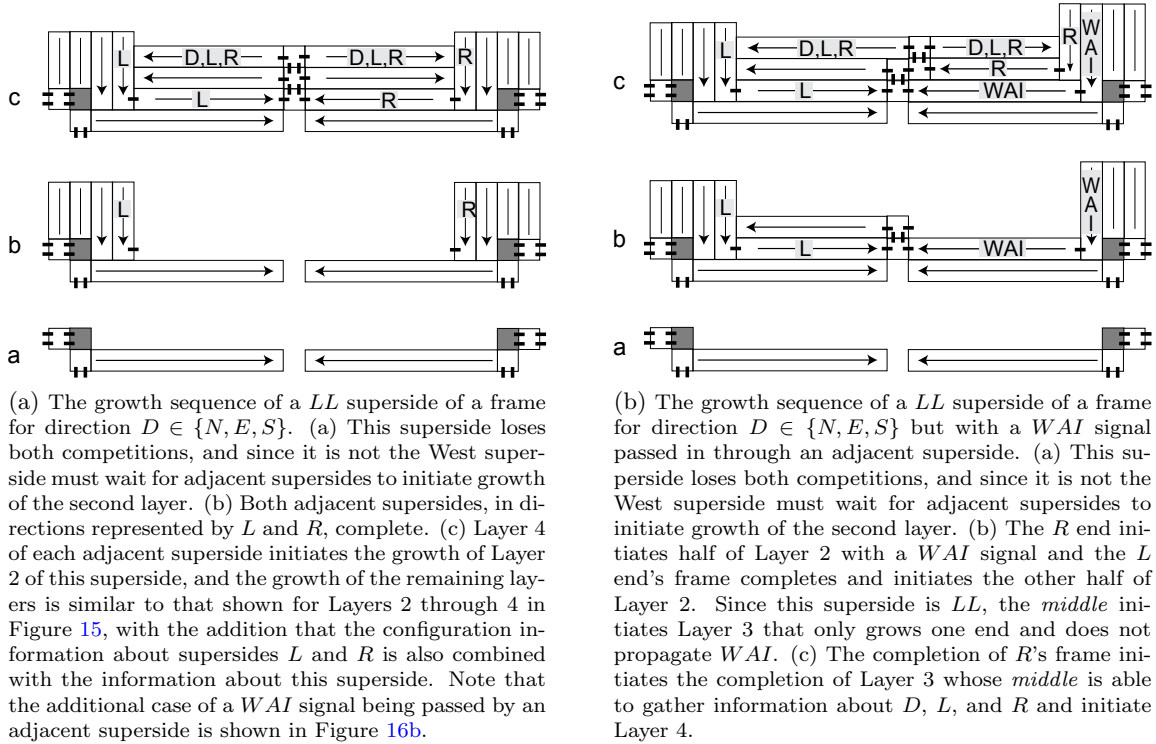 L
D,L,R
D,L,R
R
c
L
R
L
R
b
a
(a) The growth sequence of a LL superside of a frame
for direction D ∈ {N, E, S}. (a) This superside loses
both competitions, and since it is not the West super-
side must wait for adjacent supersides to initiate growth
of the second layer. (b) Both adjacent supersides, in di-
rections represented by L and R, complete. (c) Layer 4
of each adjacent superside initiates the growth of Layer
2 of this superside, and the growth of the remaining lay-
ers is similar to that shown for Layers 2 through 4 in
Figure 15, with the addition that the configuration in-
formation about supersides L and R is also combined
with the information about this superside. Note that
the additional case of a WAI signal being passed by an
adjacent superside is shown in Figure 16b.
L
D,L,R
D,L,R
R
W
A
I
R
c
L
WAI
L
W
A
I
b
L
WAI
a
(b) The growth sequence of a LL superside of a frame
for direction D ∈ {N, E, S} but with a WAI signal
passed in through an adjacent superside. (a) This su-
perside loses both competitions, and since it is not the
West superside must wait for adjacent supersides to
initiate growth of the second layer. (b) The R end ini-
tiates half of Layer 2 with a WAI signal and the L
end's frame completes and initiates the other half of
Layer 2. Since this superside is LL, the middle ini-
tiates Layer 3 that only grows one end and does not
propagate WAI. (c) The completion of R's frame ini-
tiates the completion of Layer 3 whose middle is able
to gather information about D, L, and R and initiate
Layer 4.